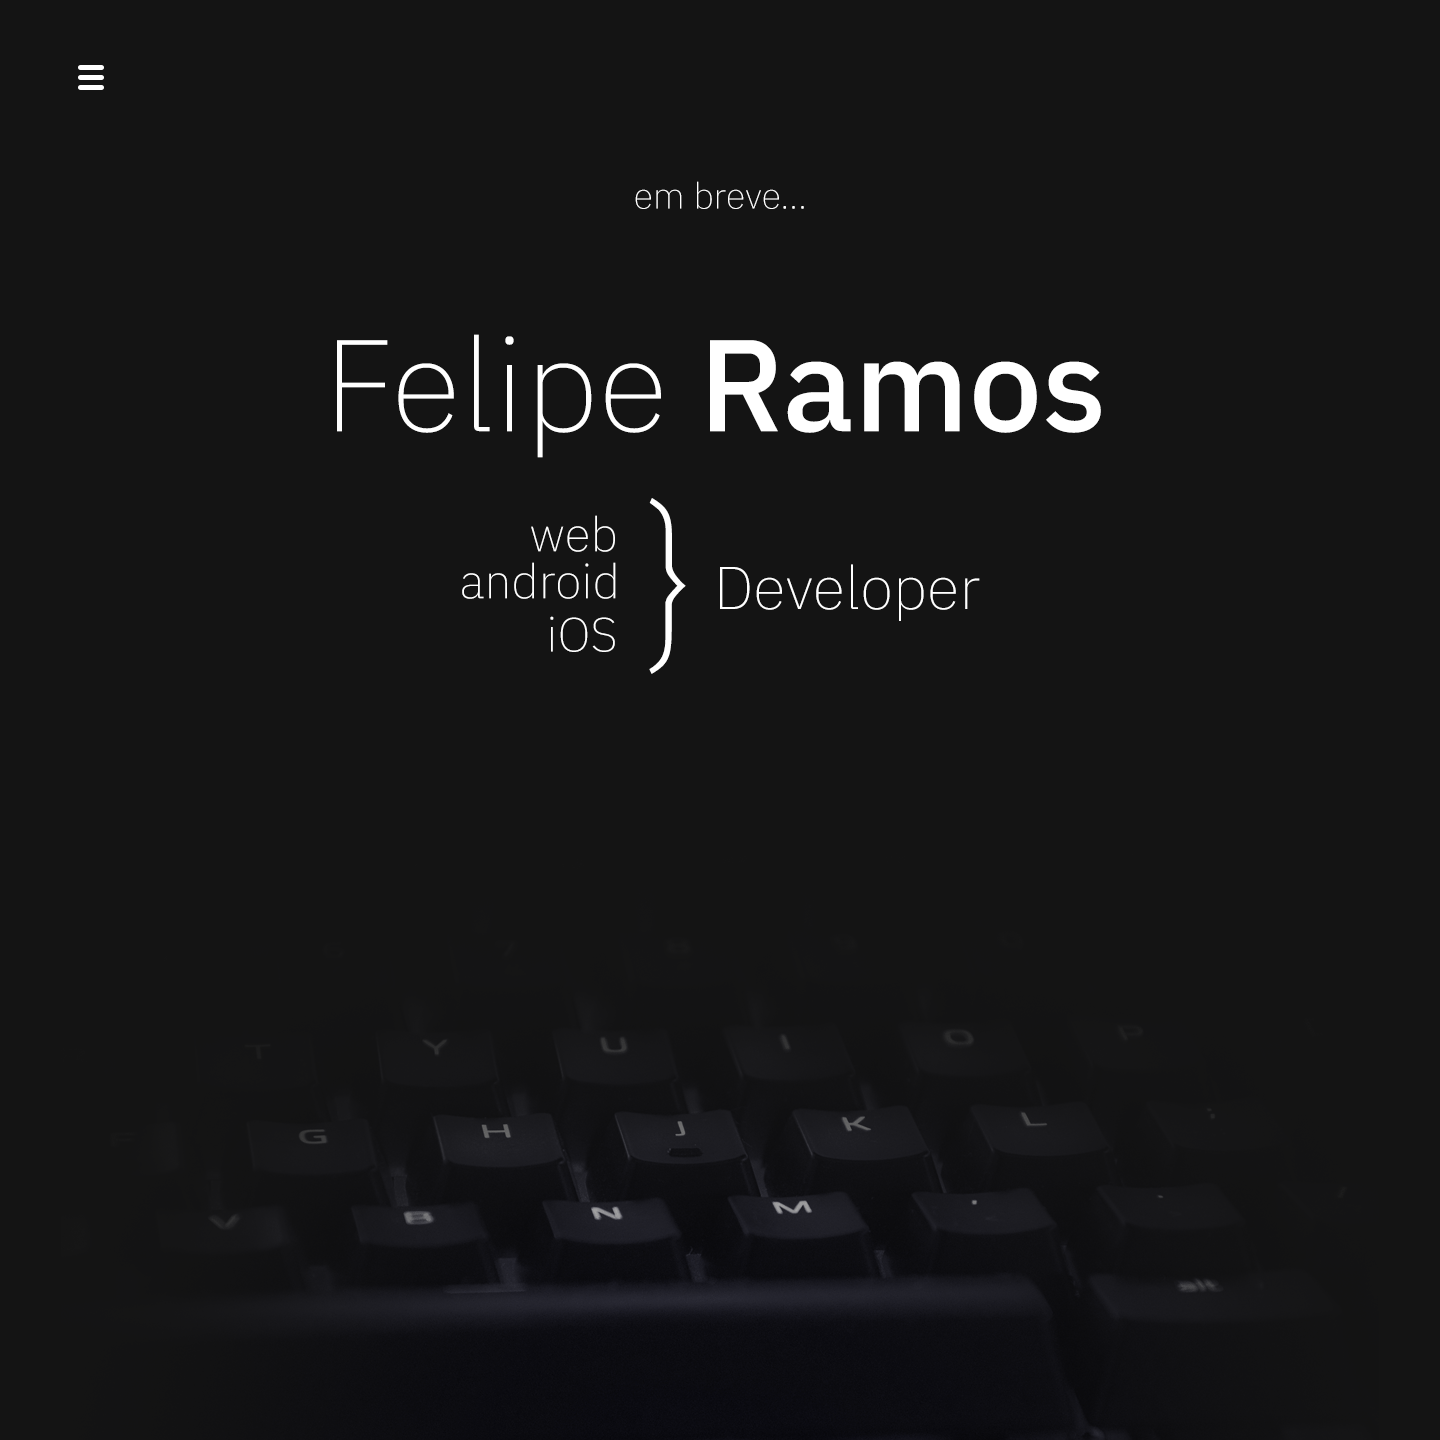 em breve...
Felipe Ramos
web
android
iOS
} Developer
T Y U I O P
G H J K L ;
V B N M
alt